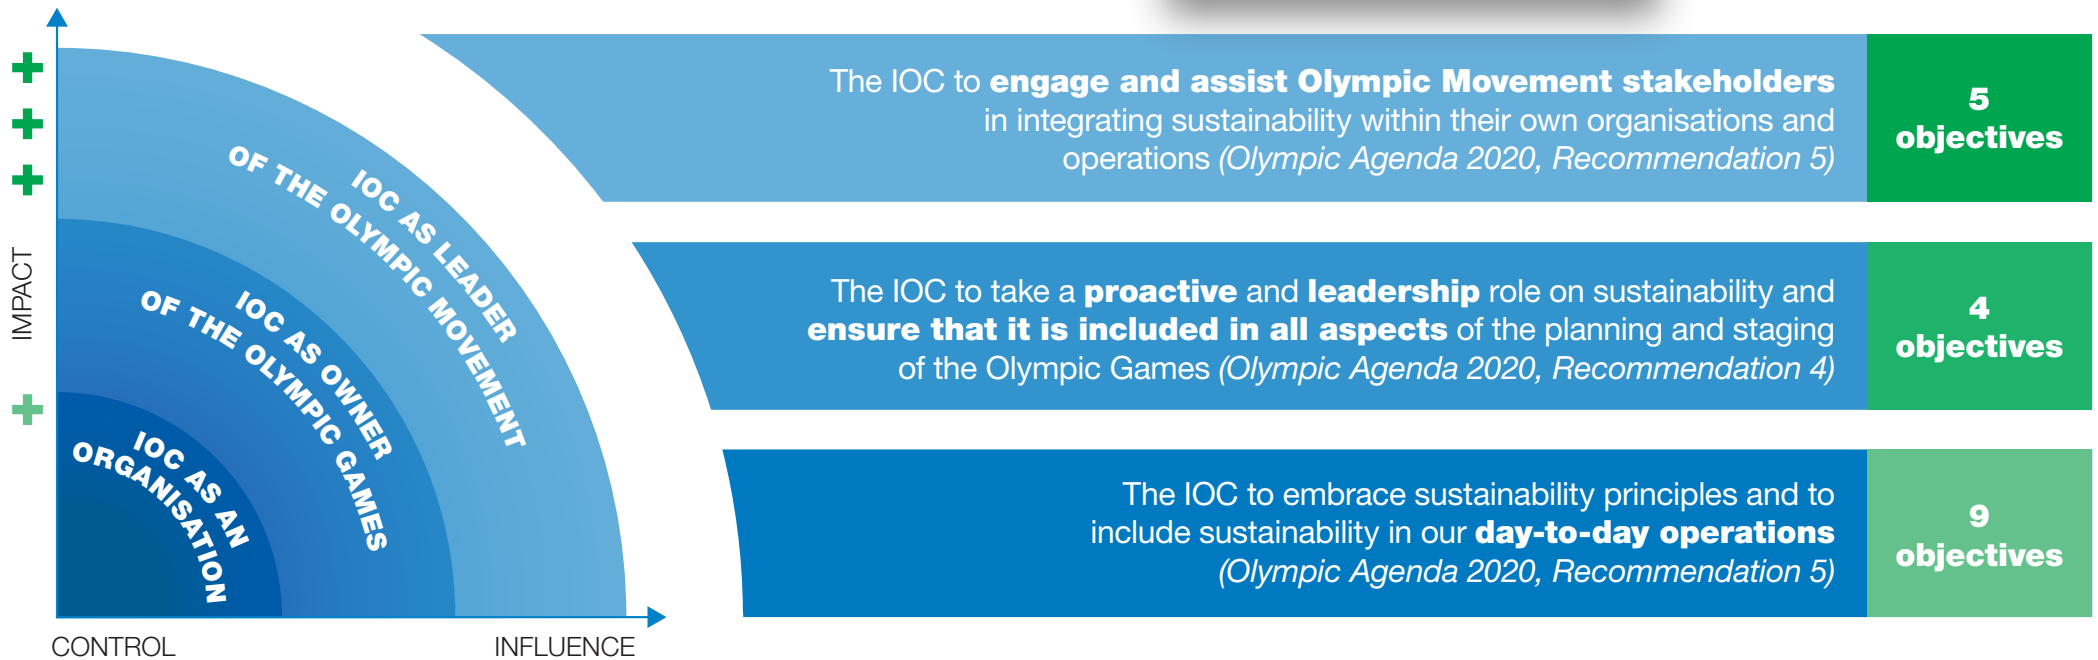 IMPACT
CONTROL
INFLUENCE
IOC AS LEADER
OF THE OLYMPIC MOVEMENT
IOC AS OWNER
OF THE OLYMPIC GAMES
IOC AS AN
ORGANISATION
The IOC to engage and assist Olympic Movement stakeholders
in integrating sustainability within their own organisations and
operations (Olympic Agenda 2020, Recommendation 5)
5
objectives
The IOC to take a proactive and leadership role on sustainability and
ensure that it is included in all aspects of the planning and staging
of the Olympic Games (Olympic Agenda 2020, Recommendation 4)
4
objectives
The IOC to embrace sustainability principles and to
include sustainability in our day-to-day operations
(Olympic Agenda 2020, Recommendation 5)
9
objectives